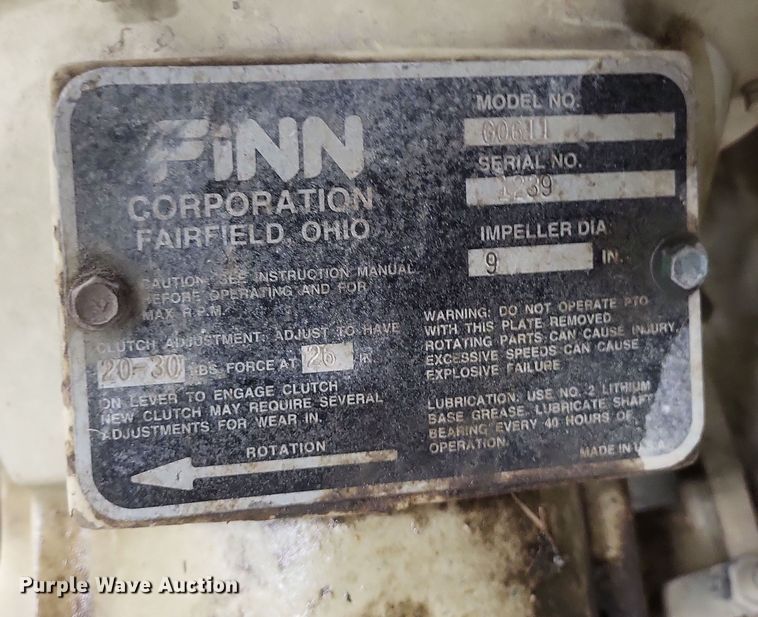 FINN
CORPORATION
FAIRFIELD, OHIO
CAUTION: SEE INSTRUCTION MANUAL
BEFORE OPERATING AND FOR
MAX R.P.M.
CLUTCH ADJUSTMENT: ADJUST TO HAVE
20-30 LBS. FORCE AT 26 IN
ON LEVER TO ENGAGE CLUTCH
NEW CLUTCH MAY REQUIRE SEVERAL
ADJUSTMENTS FOR WEAR IN.
ROTATION
MODEL NO.
SERIAL NO.
IMPELLER DIA
9 IN.
WARNING: DO NOT OPERATE PTO
WITH THIS PLATE REMOVED
ROTATING PARTS CAN CAUSE INJURY.
EXCESSIVE SPEEDS CAN CAUSE
EXPLOSIVE FAILURE
LUBRICATION: USE NO. 2 LITHIUM
BASE GREASE. LUBRICATE SHAFT
BEARING EVERY 40 HOURS OF
OPERATION.
MADE IN U.S.A.
Purple Wave Auction